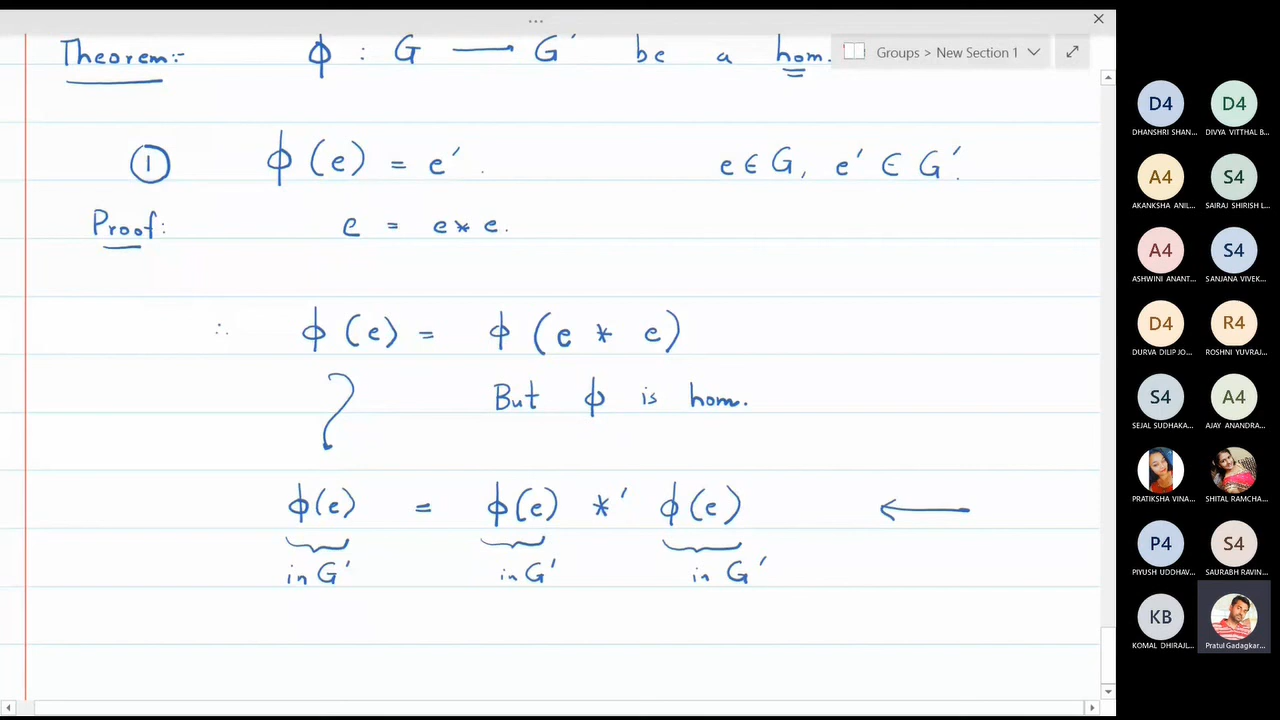 Theorem:- ϕ : G ⟶ G′ be a hom.
Groups > New Section 1
① ϕ(e) = e′. e ∈ G, e′ ∈ G′.
Proof: e = e * e.
∴ ϕ(e) = ϕ(e * e)
But ϕ is hom.
ϕ(e) = ϕ(e) *′ ϕ(e) ⟵
in G′ in G′ in G′
D4 D4
DHANSHRI SHAN... DIVYA VITTHAL B...
A4 S4
AKANKSHA ANIL... SAIRAJ SHIRISH L...
A4 S4
ASHWINI ANANT... SANJANA VIVEK...
D4 R4
DURVA DILIP JO... ROSHNI YUVRAJ...
S4 A4
SEJAL SUDHAKA... AJAY ANANDRA...
PRATIKSHA VINA... SHITAL RAMCHA...
P4 S4
PIYUSH UDDHAV... SAURABH RAVIN...
KB
KOMAL DHIRAJL... Pratul Gadagkar...